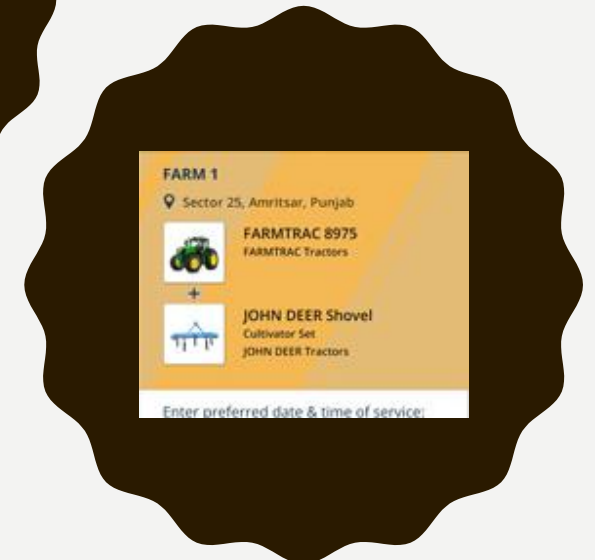 FARM 1
Sector 25, Amritsar, Punjab
FARMTRAC 8975
FARMTRAC Tractors
+
JOHN DEER Shovel
Cultivator Set
JOHN DEER Tractors
Enter preferred date & time of service: